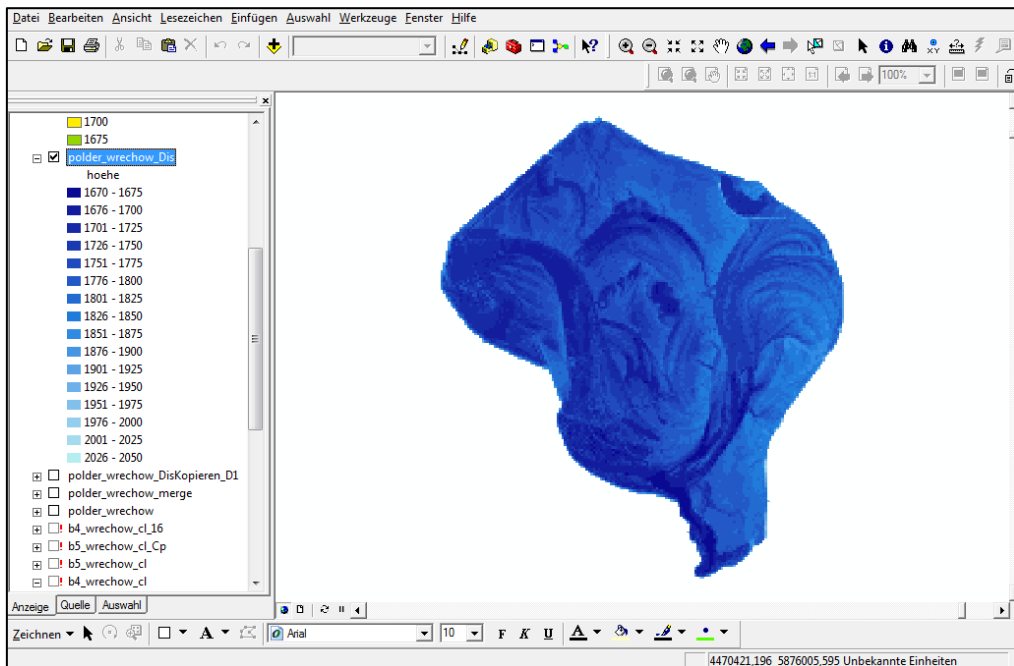 Datei Bearbeiten Ansicht Lesezeichen Einfügen Auswahl Werkzeuge Fenster Hilfe
100%
1700
1675
polder_wrechow_Dis
hoehe
1670 - 1675
1676 - 1700
1701 - 1725
1726 - 1750
1751 - 1775
1776 - 1800
1801 - 1825
1826 - 1850
1851 - 1875
1876 - 1900
1901 - 1925
1926 - 1950
1951 - 1975
1976 - 2000
2001 - 2025
2026 - 2050
polder_wrechow_DisKopieren_D1
polder_wrechow_merge
polder_wrechow
b4_wrechow_cl_16
b5_wrechow_cl_Cp
b5_wrechow_cl
b4_wrechow_cl
Anzeige Quelle Auswahl
Zeichnen A Arial 10 F K U A
4470421,196 5876005,595 Unbekannte Einheiten